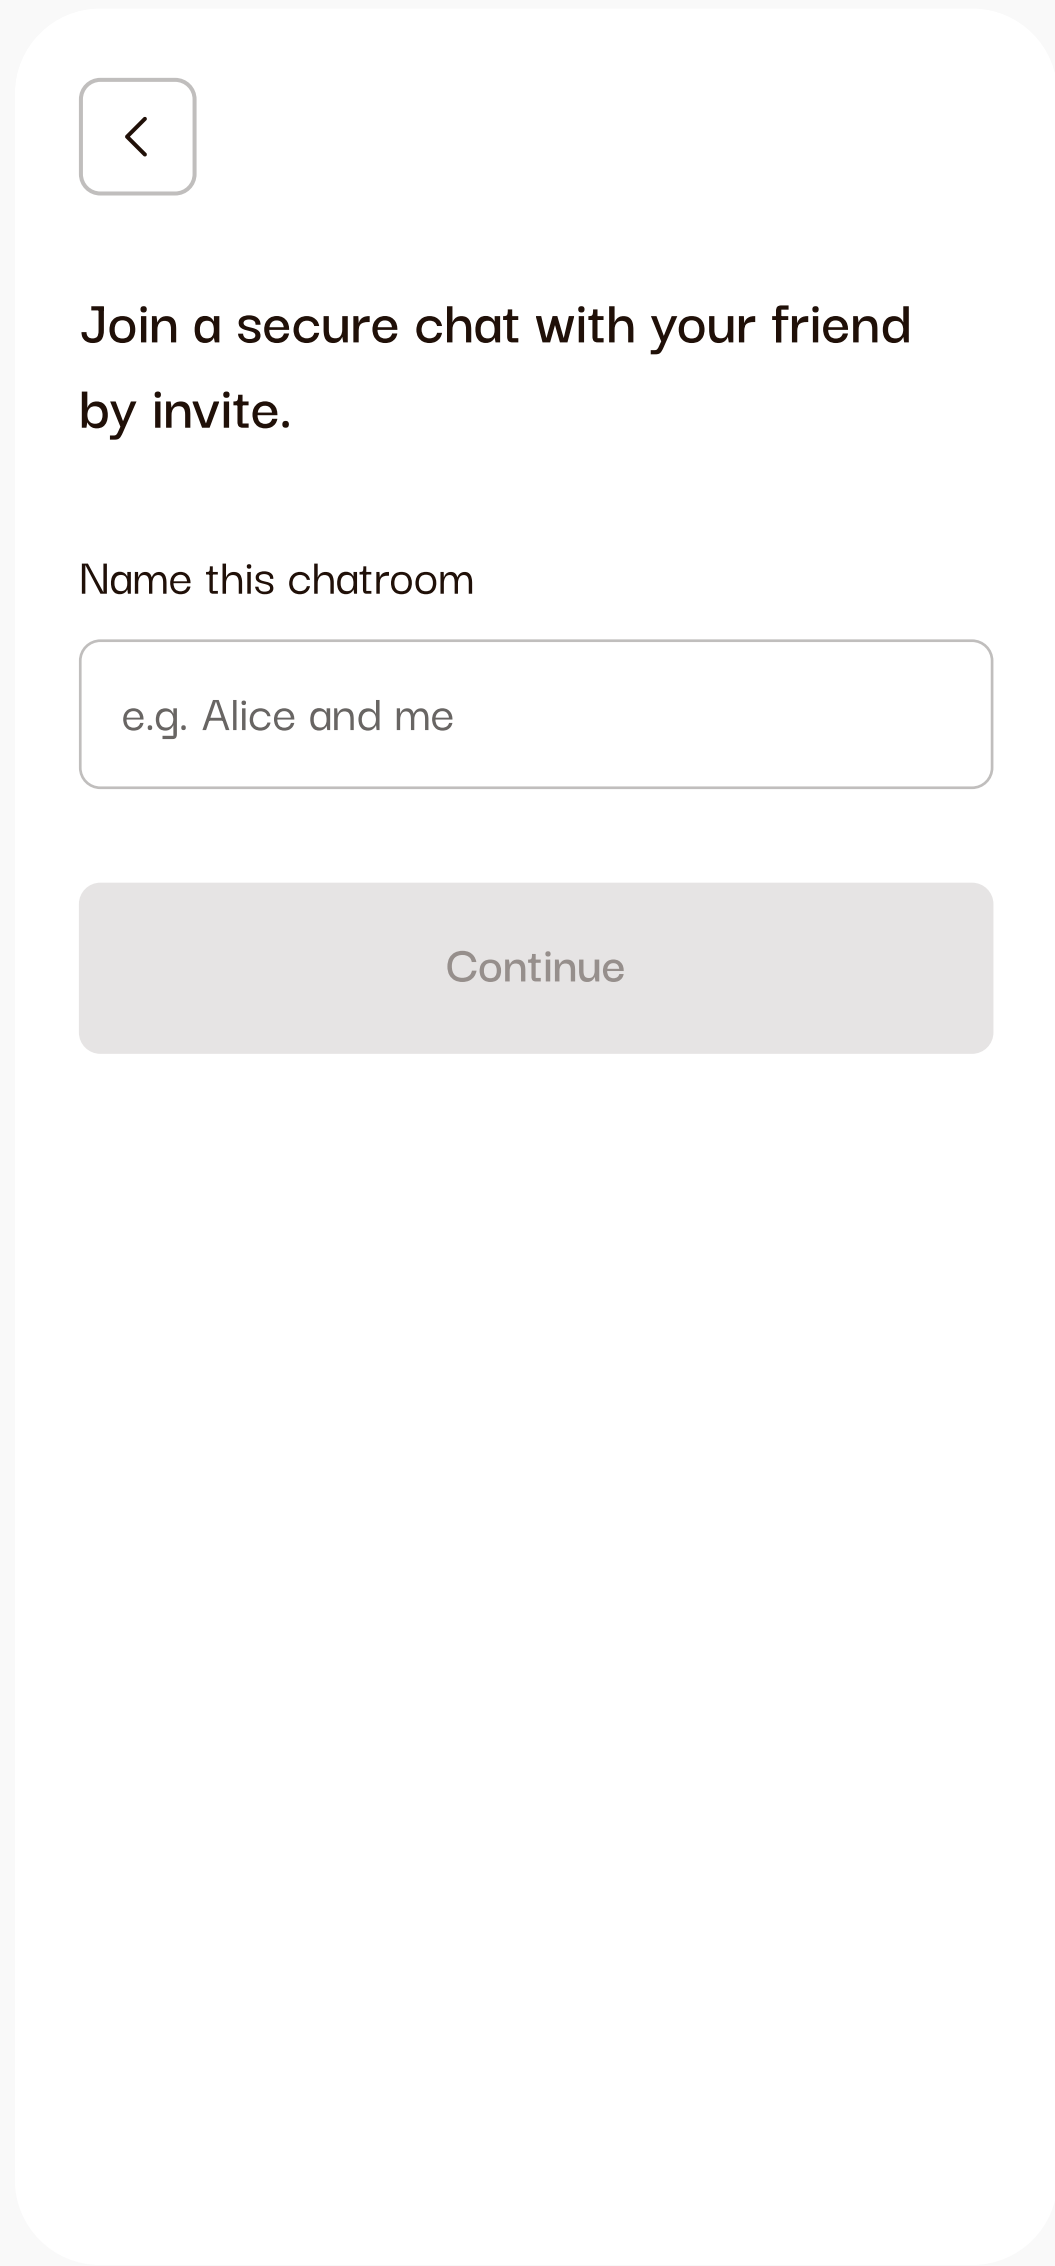 Join a secure chat with your friend
by invite.
Name this chatroom
e.g. Alice and me
Continue